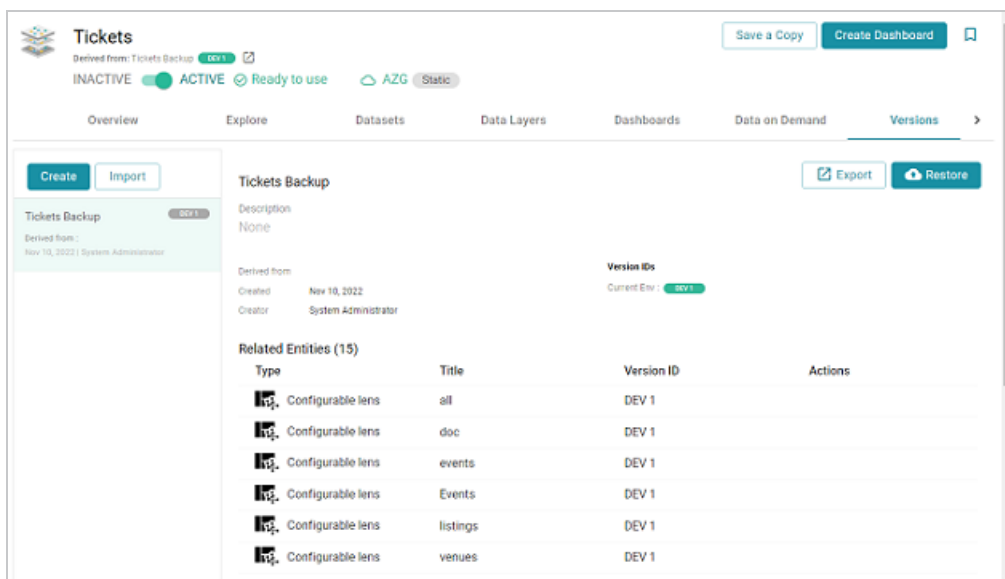 Tickets
Save a Copy
Create Dashboard
Derived from: Tickets Backup DEV 1
INACTIVE ACTIVE Ready to use AZG Static
Overview Explore Datasets Data Layers Dashboards Data on Demand Versions
Create Import
Tickets Backup DEV 1
Derived from :
Nov 10, 2022 | System Administrator
Tickets Backup
Export Restore
Description
None
Derived from
Version IDs
Created Nov 10, 2022
Current Env : DEV 1
Creator System Administrator
Related Entities (15)
Type Title Version ID Actions
Configurable lens all DEV 1
Configurable lens doc DEV 1
Configurable lens events DEV 1
Configurable lens Events DEV 1
Configurable lens listings DEV 1
Configurable lens venues DEV 1